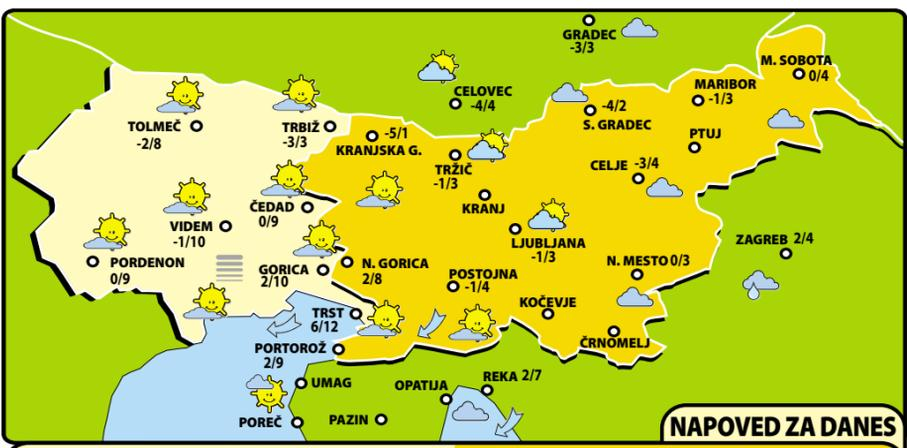 GRADEC
-3/3
M. SOBOTA
0/4
CELOVEC
-4/4
MARIBOR
-1/3
-4/2
S. GRADEC
TOLMEČ
-2/8
TRBIŽ
-3/3
-5/1
KRANJSKA G.
PTUJ
TRŽIČ
-1/3
CELJE -3/4
KRANJ
ČEDAD
0/9
VIDEM
-1/10
LJUBLJANA
-1/3
ZAGREB 2/4
PORDENON
0/9
GORICA
2/10
N. GORICA
2/8
POSTOJNA
-1/4
N. MESTO 0/3
KOČEVJE
TRST
6/12
ČRNOMELJ
PORTOROŽ
2/9
UMAG
OPATIJA
REKA 2/7
POREČ
PAZIN
NAPOVED ZA DANES